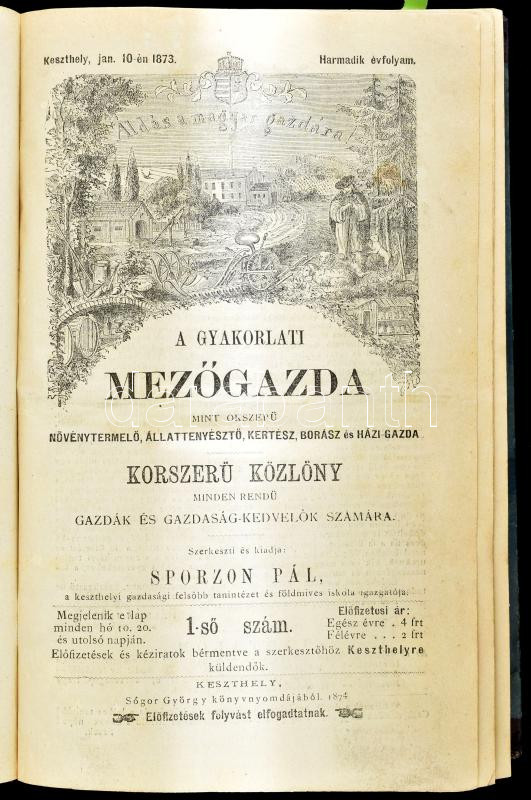 Keszthely, jan. 10-én 1873. Harmadik évfolyam.
Áldás a magyar gazdára!
A GYAKORLATI
MEZŐGAZDA
MINT OKSZERŰ
NÖVÉNYTERMELŐ, ÁLLATTENYÉSZTŐ, KERTÉSZ, BORÁSZ és HÁZI-GAZDA
KORSZERŰ KÖZLÖNY
MINDEN RENDŰ
GAZDÁK ÉS GAZDASÁG-KEDVELŐK SZÁMÁRA.
Szerkeszti és kiadja:
SPORZON PÁL,
a keszthelyi gazdasági felsőbb tanintézet és földmives iskola igazgatója.
Megjelenik e lap
minden hó 10. 20.
és utolsó napján.
1-ső szám.
Előfizetesi ár:
Egész évre . 4 frt
Félévre . . . 2 frt
Előfizetések és kéziratok bérmentve a szerkesztőhöz Keszthelyre
küldendők.
KESZTHELY,
Sógor György könyvnyomdájából. 1874
Előfizetések folyvást elfogadtatnak.